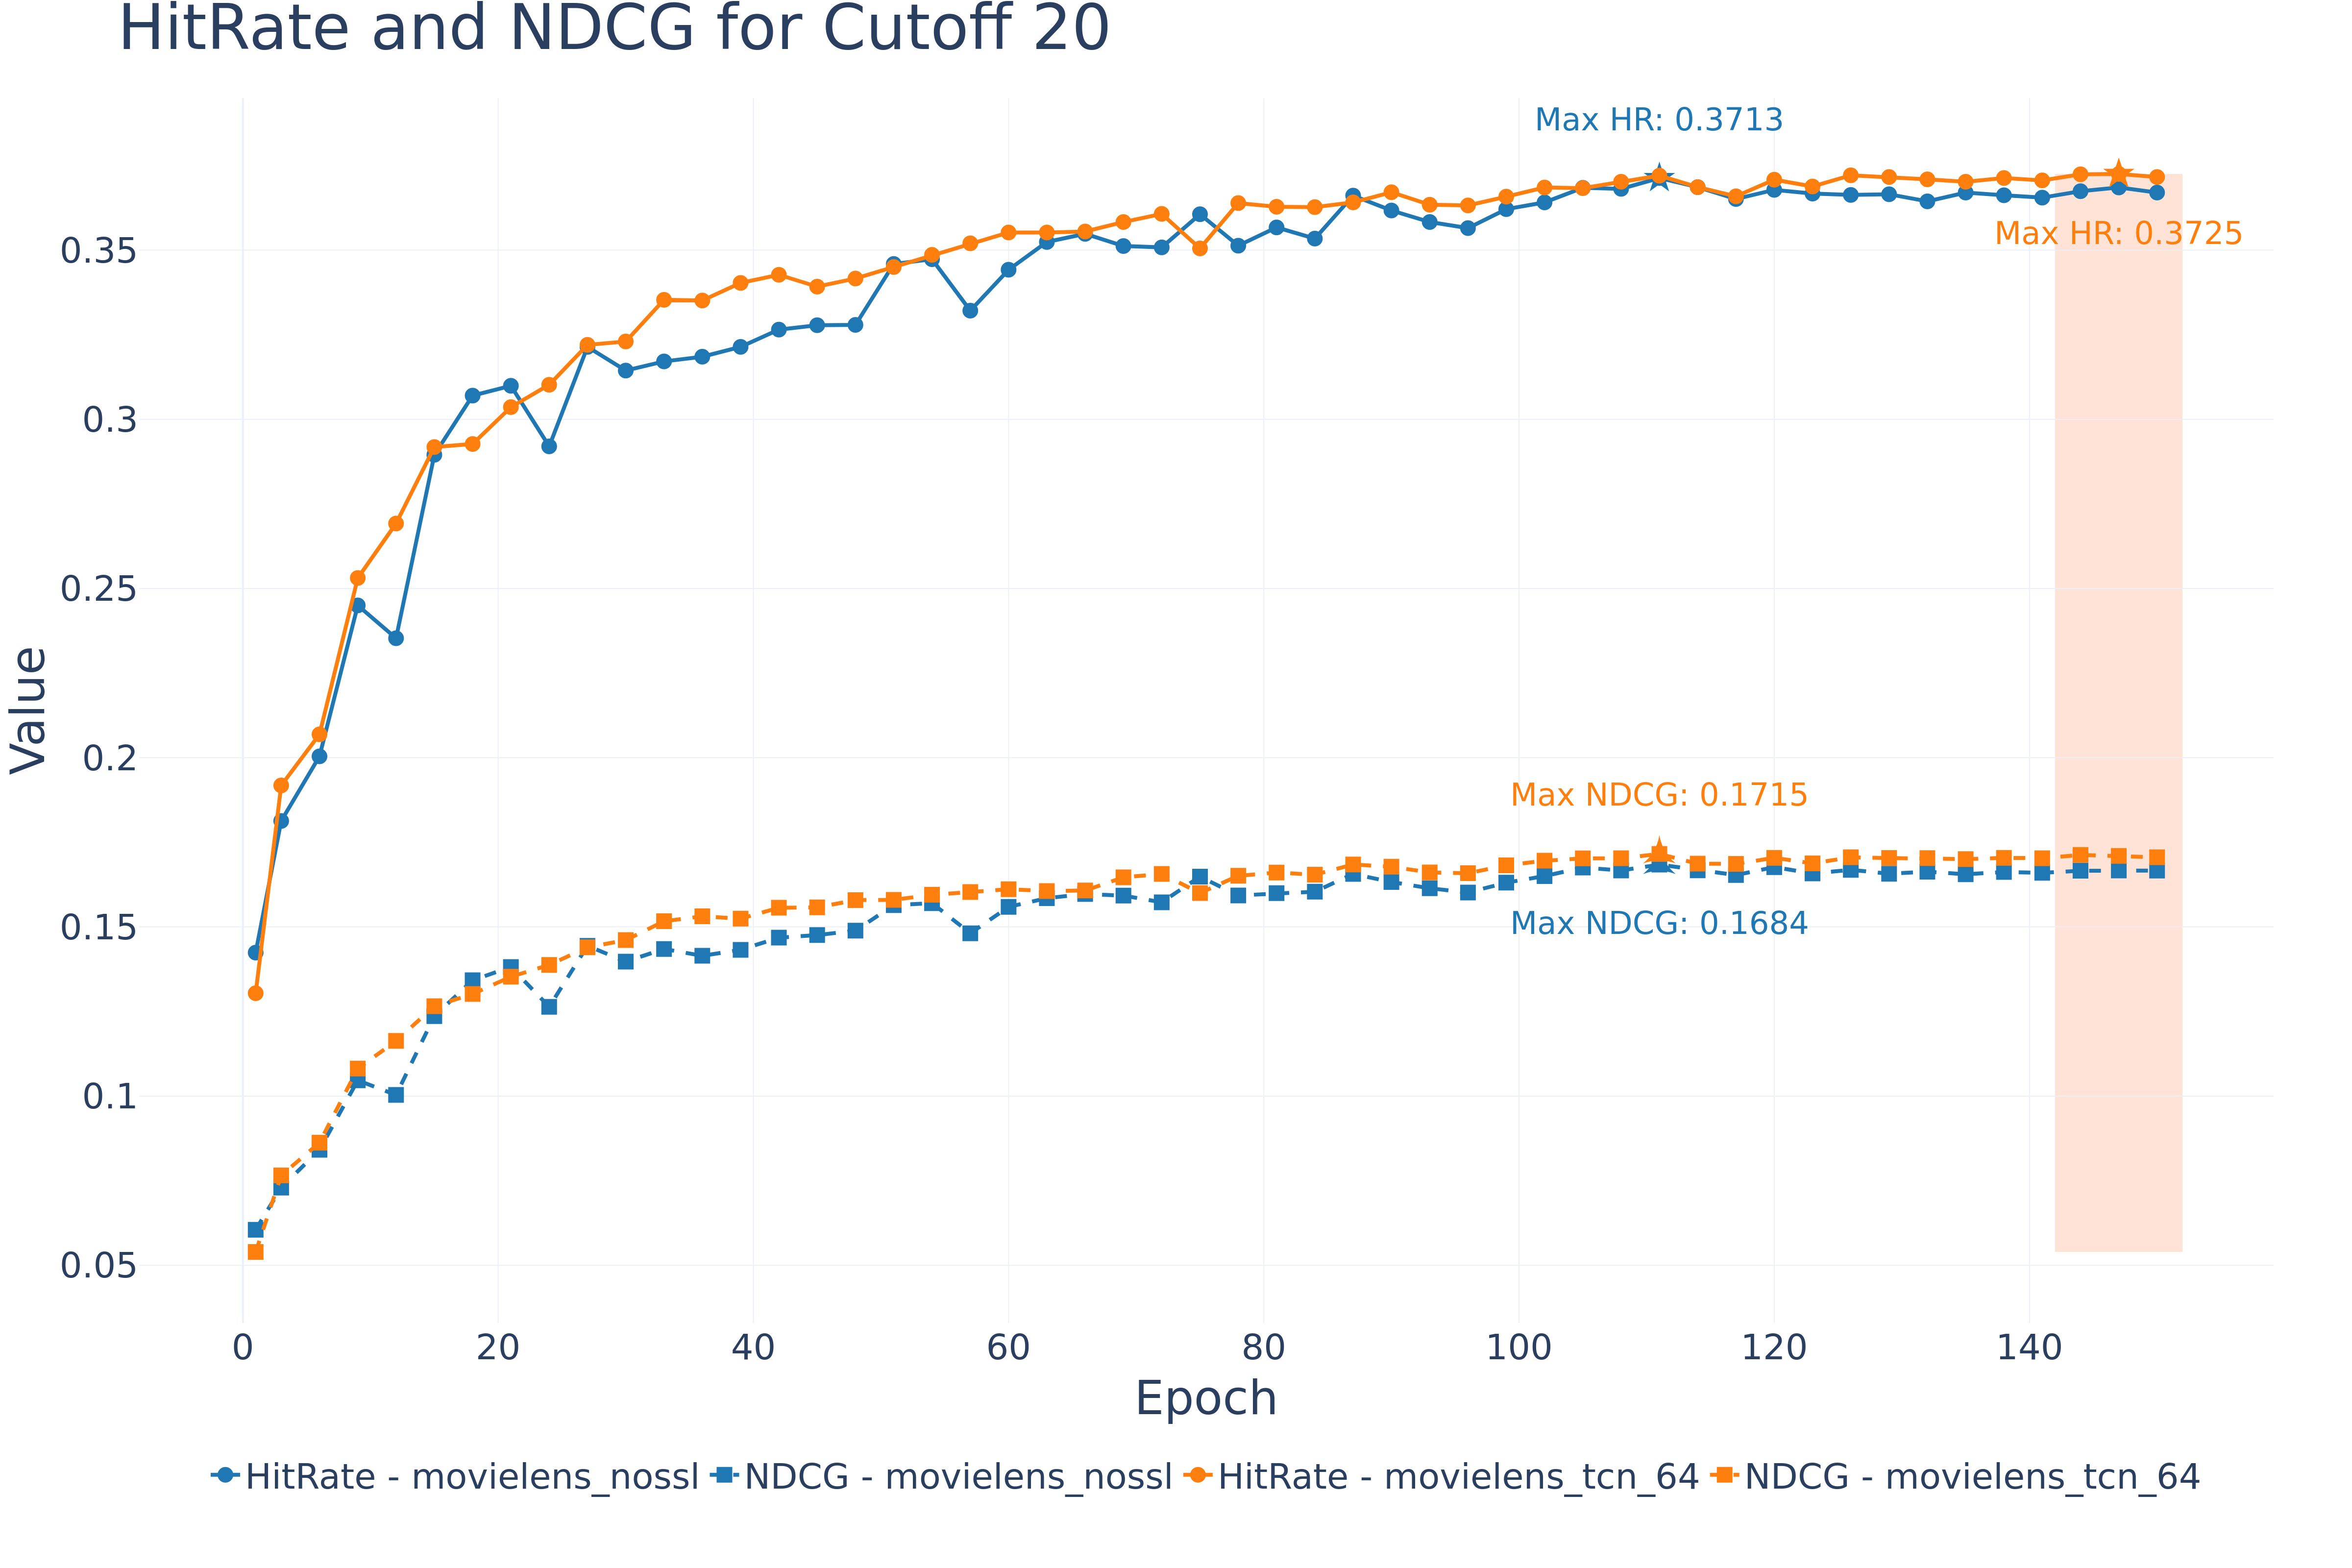 HitRate and NDCG for Cutoff 20
Max HR: 0.3713
Max HR: 0.3725
Max NDCG: 0.1715
Max NDCG: 0.1684
Value
0.35
0.3
0.25
0.2
0.15
0.1
0.05
0 20 40 60 80 100 120 140
Epoch
HitRate - movielens_nossl NDCG - movielens_nossl HitRate - movielens_tcn_64 NDCG - movielens_tcn_64